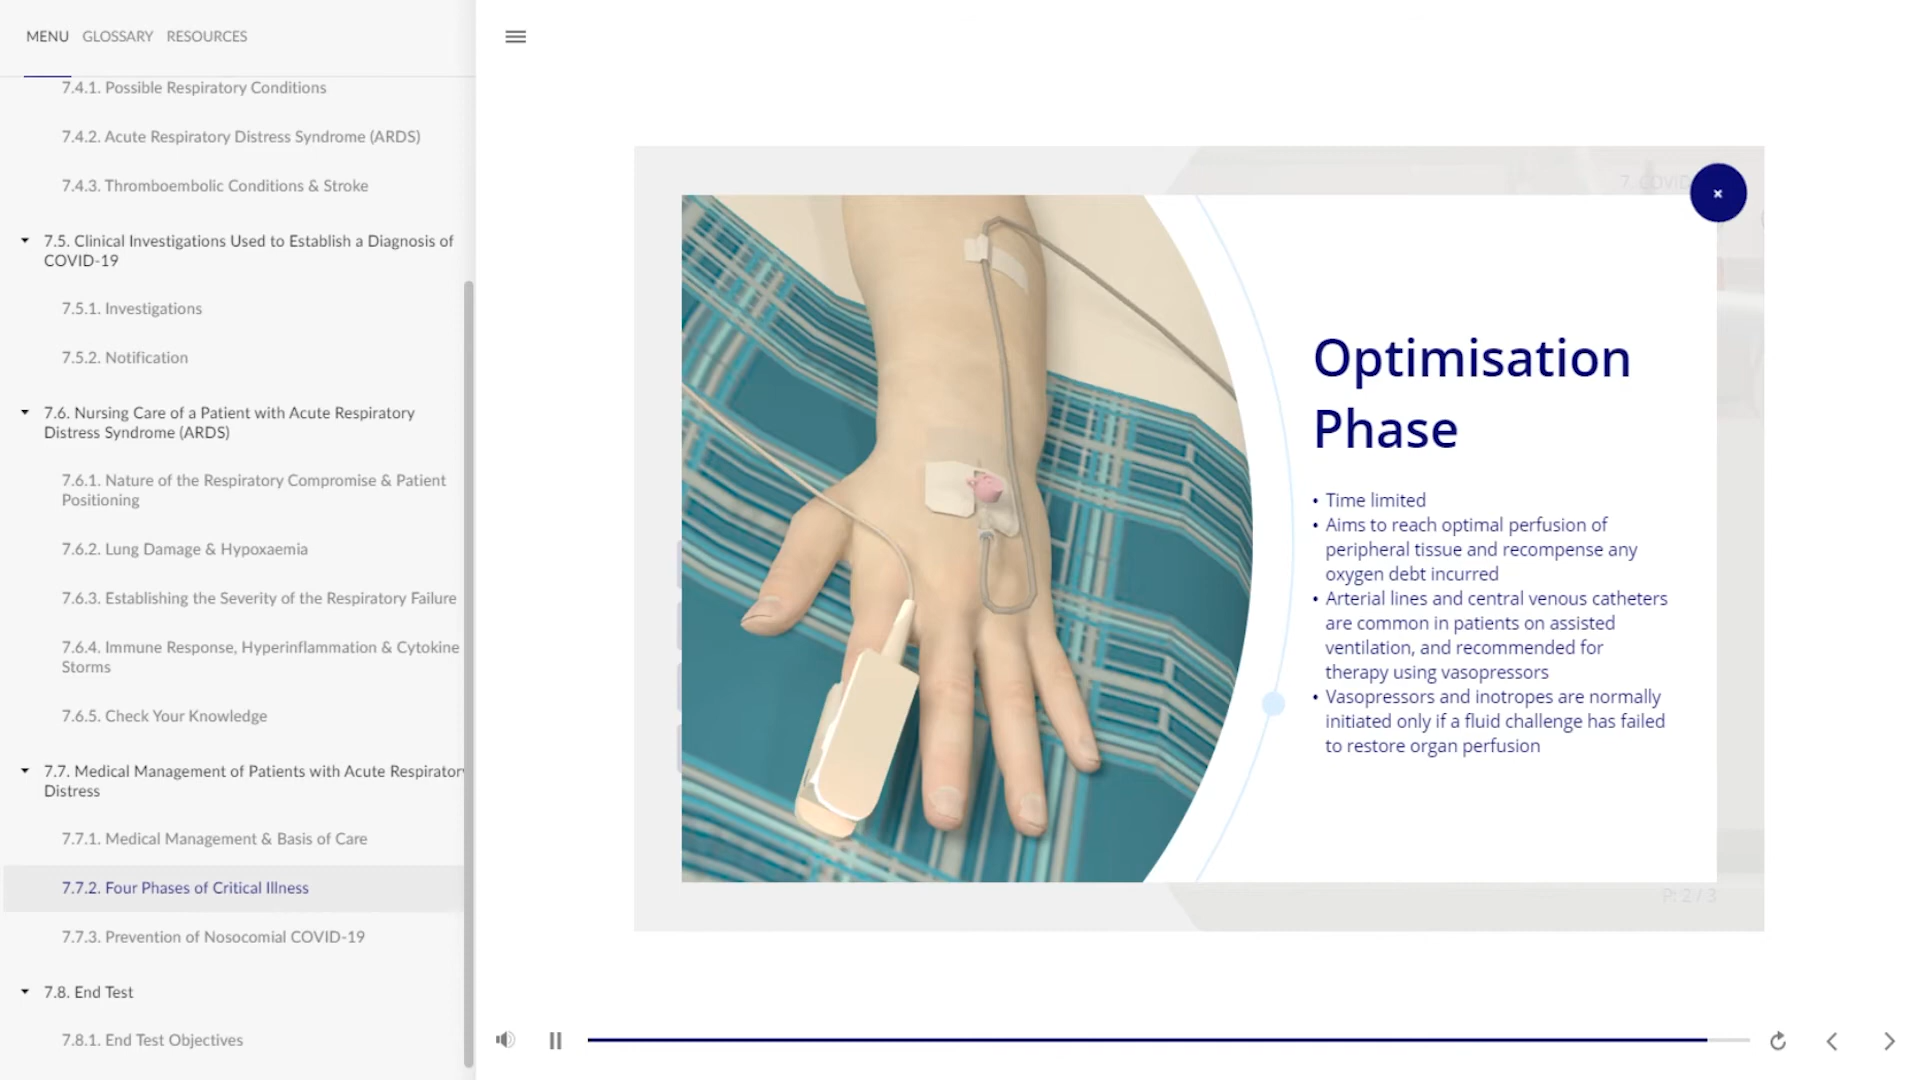 MENU GLOSSARY RESOURCES
7.4.1. Possible Respiratory Conditions
7.4.2. Acute Respiratory Distress Syndrome (ARDS)
7.4.3. Thromboembolic Conditions & Stroke
7.5. Clinical Investigations Used to Establish a Diagnosis of
COVID-19
7.5.1. Investigations
7.5.2. Notification
7.6. Nursing Care of a Patient with Acute Respiratory
Distress Syndrome (ARDS)
7.6.1. Nature of the Respiratory Compromise & Patient
Positioning
7.6.2. Lung Damage & Hypoxaemia
7.6.3. Establishing the Severity of the Respiratory Failure
7.6.4. Immune Response, Hyperinflammation & Cytokine
Storms
7.6.5. Check Your Knowledge
7.7. Medical Management of Patients with Acute Respiratory
Distress
7.7.1. Medical Management & Basis of Care
7.7.2. Four Phases of Critical Illness
7.7.3. Prevention of Nosocomial COVID-19
7.8. End Test
7.8.1. End Test Objectives
7. COVID
Optimisation
Phase
• Time limited
• Aims to reach optimal perfusion of
peripheral tissue and recompense any
oxygen debt incurred
• Arterial lines and central venous catheters
are common in patients on assisted
ventilation, and recommended for
therapy using vasopressors
• Vasopressors and inotropes are normally
initiated only if a fluid challenge has failed
to restore organ perfusion
P: 2 / 3